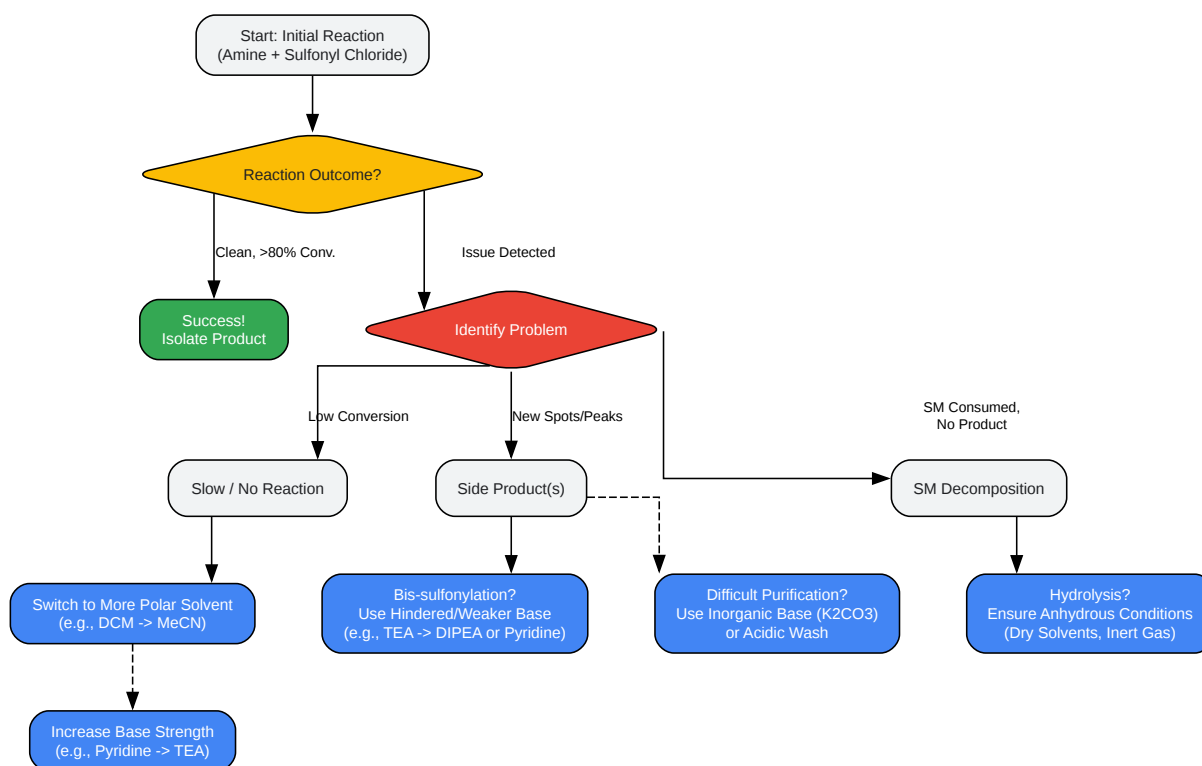 Start: Initial Reaction
(Amine + Sulfonyl Chloride)
Reaction Outcome?
Clean, >80% Conv.
Issue Detected
Success!
Isolate Product
Identify Problem
Low Conversion
New Spots/Peaks
SM Consumed,
No Product
Slow / No Reaction
Side Product(s)
SM Decomposition
Switch to More Polar Solvent
(e.g., DCM -> MeCN)
Bis-sulfonylation?
Use Hindered/Weaker Base
(e.g., TEA -> DIPEA or Pyridine)
Difficult Purification?
Use Inorganic Base (K2CO3)
or Acidic Wash
Hydrolysis?
Ensure Anhydrous Conditions
(Dry Solvents, Inert Gas)
Increase Base Strength
(e.g., Pyridine -> TEA)